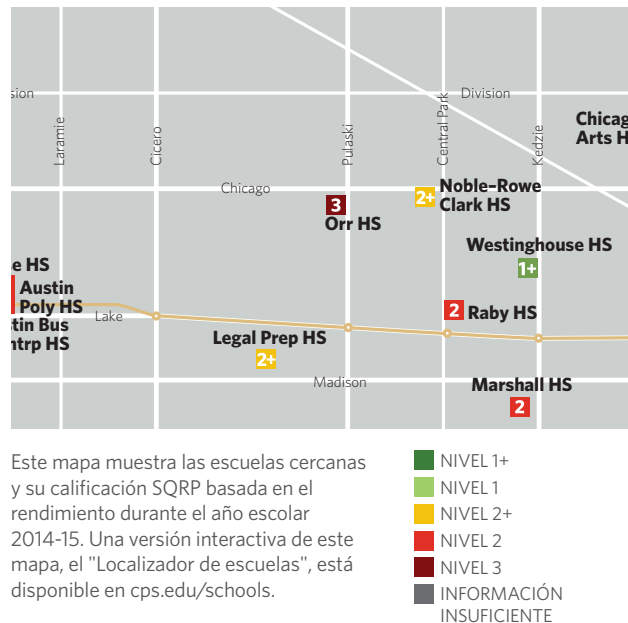 sion
Division
Laramie
Cicero
Pulaski
Central Park
Kedzie
Chicag
Arts H
Chicago
2+
Noble–Rowe
Clark HS
3
Orr HS
Westinghouse HS
1+
e HS
Austin
Poly HS
stin Bus
ntrp HS
Lake
2
Raby HS
Legal Prep HS
2+
Madison
Marshall HS
2
Este mapa muestra las escuelas cercanas
y su calificación SQRP basada en el
rendimiento durante el año escolar
2014-15. Una versión interactiva de este
mapa, el "Localizador de escuelas", está
disponible en cps.edu/schools.
NIVEL 1+
NIVEL 1
NIVEL 2+
NIVEL 2
NIVEL 3
INFORMACIÓN
INSUFICIENTE